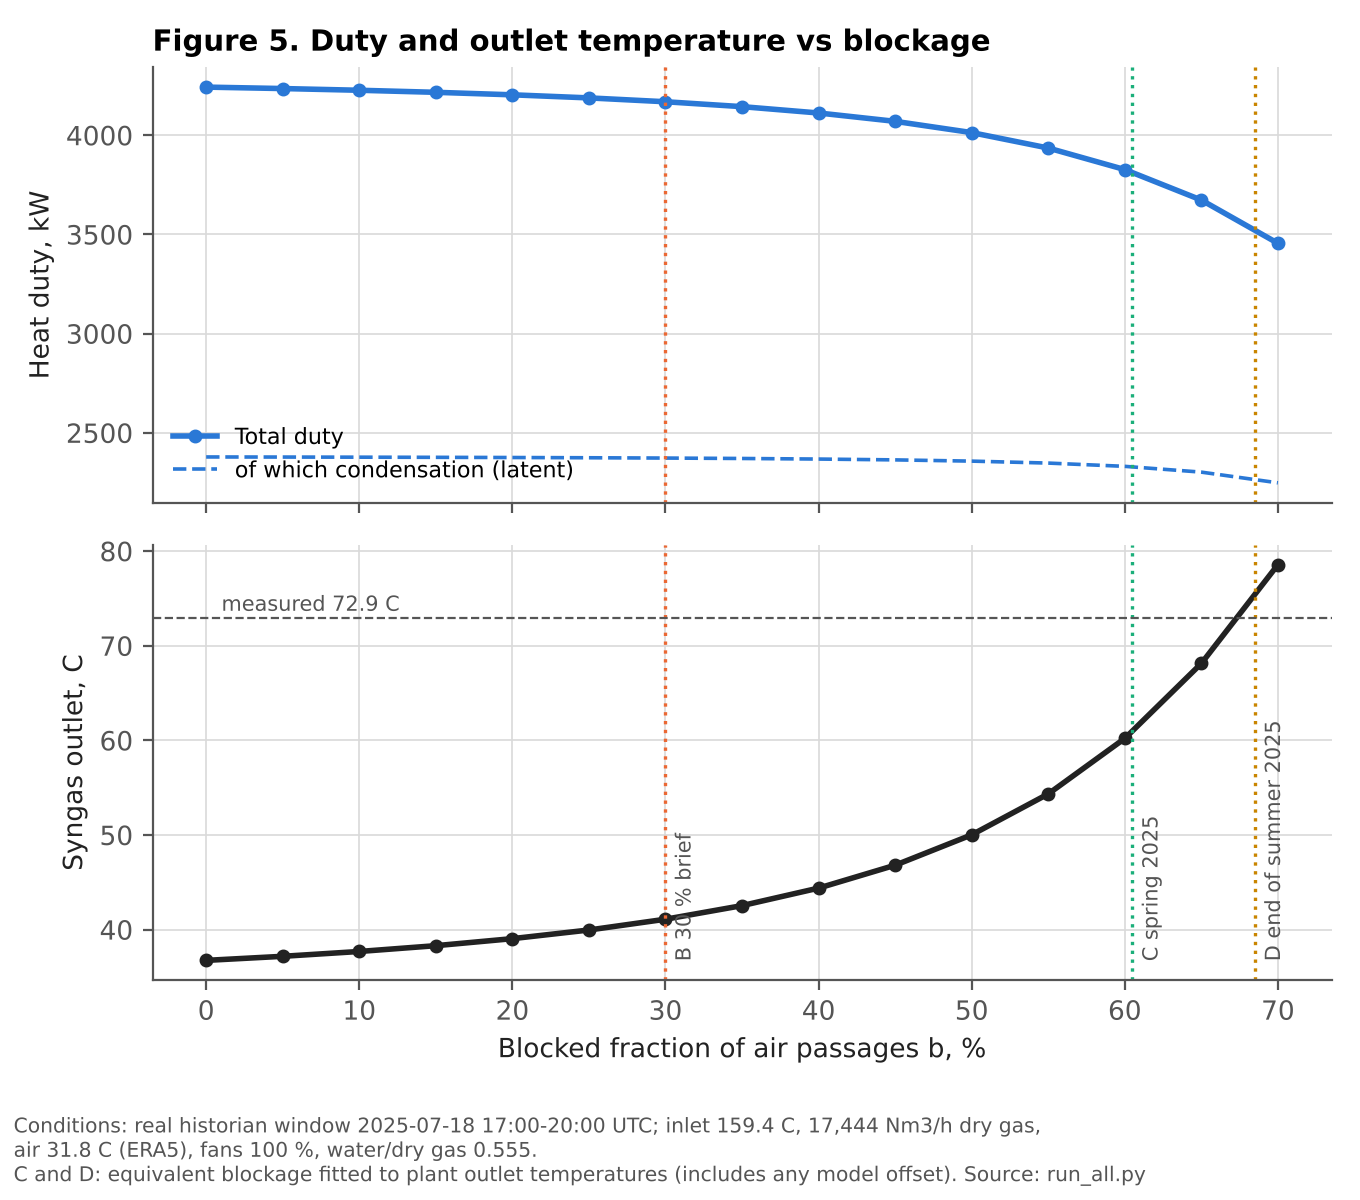 Figure 5. Duty and outlet temperature vs blockage
Heat duty, kW
4000
3500
3000
2500
Total duty
of which condensation (latent)
Syngas outlet, C
80
70
60
50
40
measured 72.9 C
B 30 % brief
C spring 2025
D end of summer 2025
0 10 20 30 40 50 60 70
Blocked fraction of air passages b, %
Conditions: real historian window 2025-07-18 17:00-20:00 UTC; inlet 159.4 C, 17,444 Nm3/h dry gas,
air 31.8 C (ERA5), fans 100 %, water/dry gas 0.555.
C and D: equivalent blockage fitted to plant outlet temperatures (includes any model offset). Source: run_all.py